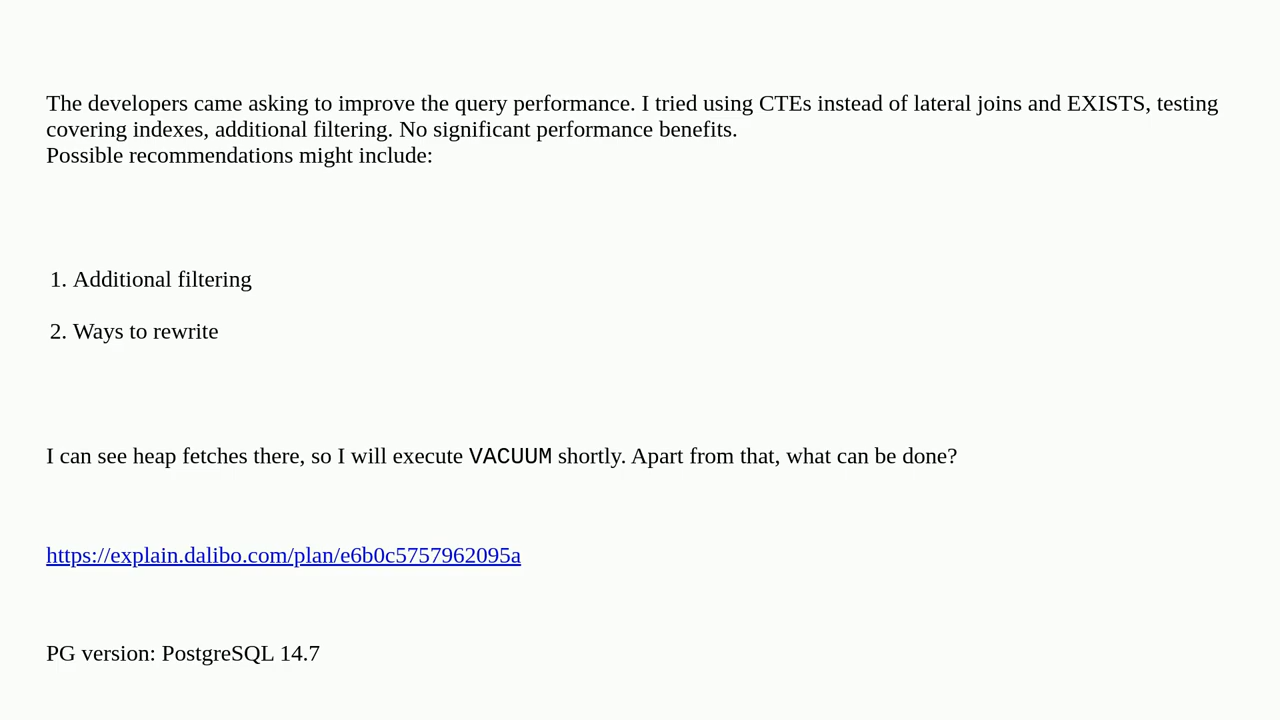 The developers came asking to improve the query performance. I tried using CTEs instead of lateral joins and EXISTS, testing
covering indexes, additional filtering. No significant performance benefits.
Possible recommendations might include:
1. Additional filtering
2. Ways to rewrite
I can see heap fetches there, so I will execute VACUUM shortly. Apart from that, what can be done?
https://explain.dalibo.com/plan/e6b0c5757962095a
PG version: PostgreSQL 14.7